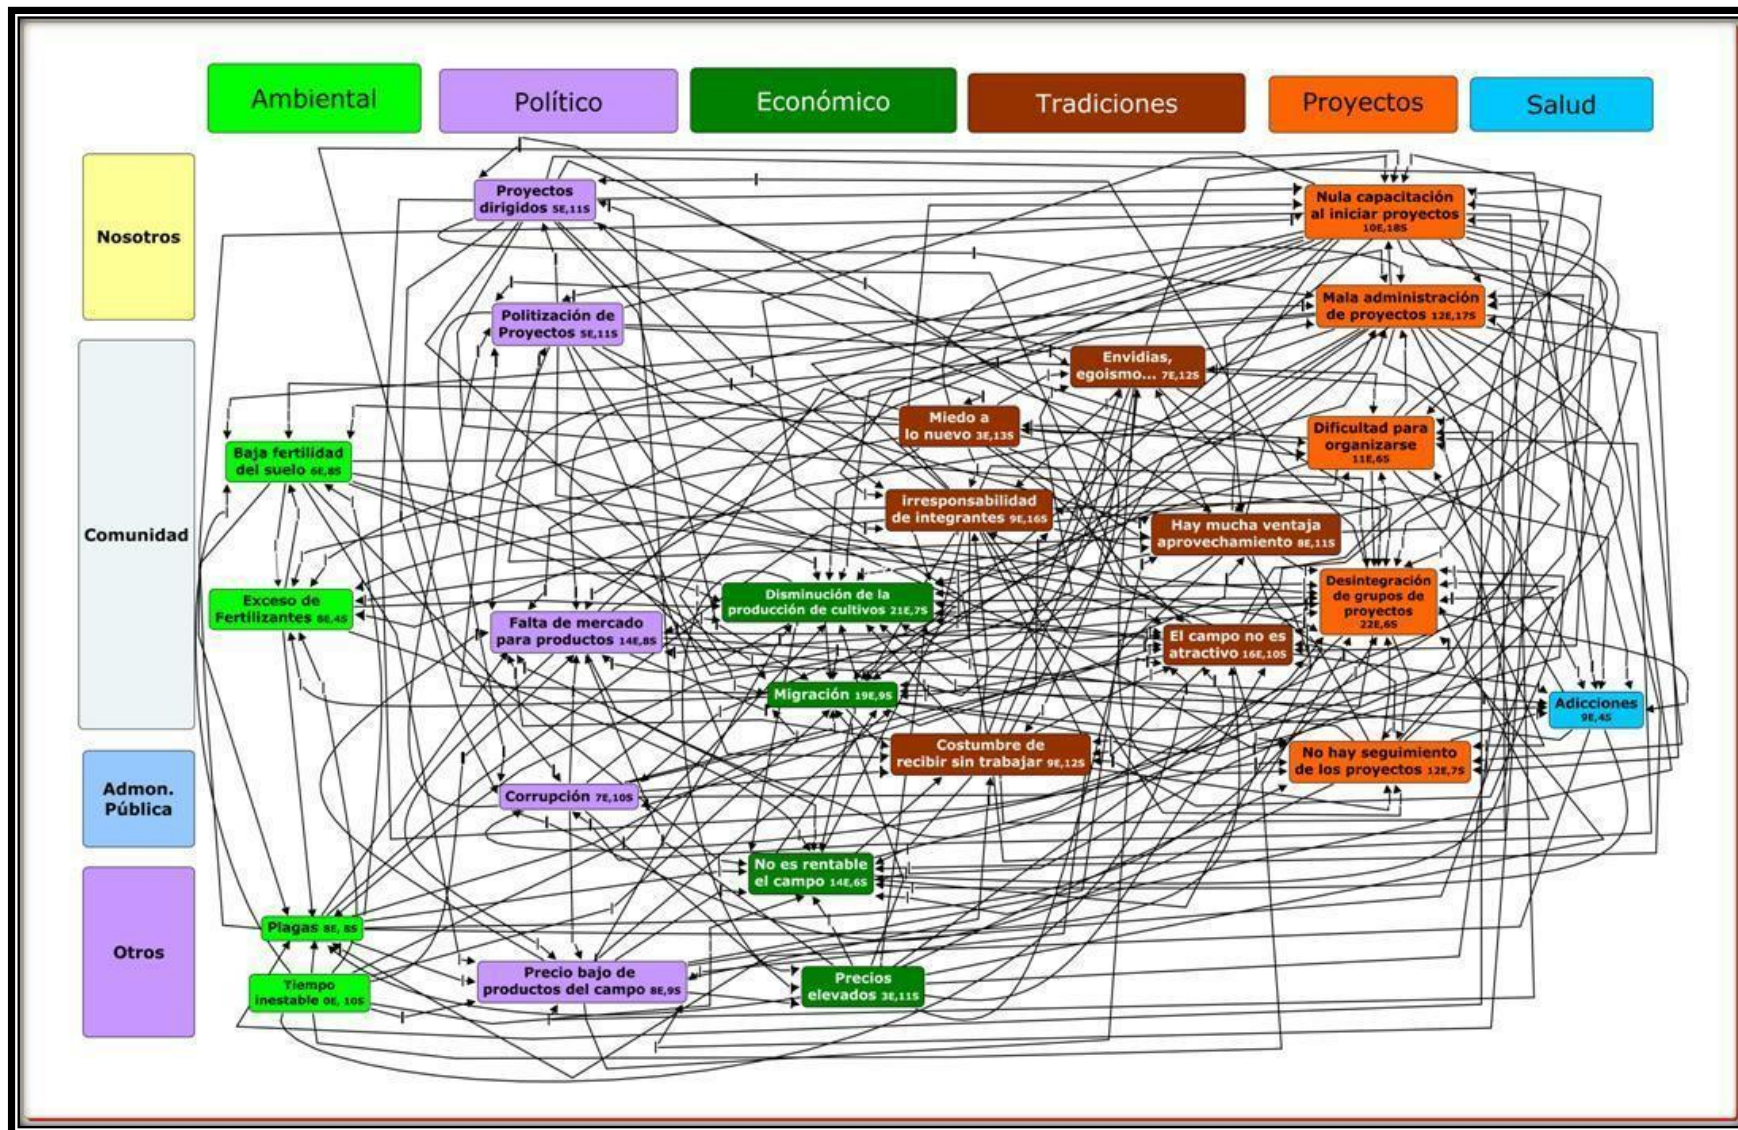 Ambiental
Político
Económico
Tradiciones
Proyectos
Salud
Nosotros
Comunidad
Admon.
Pública
Otros
Proyectos
dirigidos 5E,11S
Nula capacitación
al iniciar proyectos
10E,18S
Politización de
Proyectos 5E,11S
Mala administración
de proyectos 12E,17S
Envidias,
egoismo... 7E,12S
Miedo a
lo nuevo 3E,13S
Dificultad para
organizarse
11E,6S
Baja fertilidad
del suelo 6E,8S
irresponsabilidad
de integrantes 9E,16S
Hay mucha ventaja
aprovechamiento 8E,11S
Exceso de
Fertilizantes 8E,4S
Disminución de la
producción de cultivos 21E,7S
Desintegración
de grupos de
proyectos
22E,6S
Falta de mercado
para productos 14E,8S
El campo no es
atractivo 16E,10S
Migración 19E,9S
Adicciones
9E,4S
Costumbre de
recibir sin trabajar 9E,12S
No hay seguimiento
de los proyectos 12E,7S
Corrupción 7E,10S
No es rentable
el campo 14E,6S
Plagas 8E, 8S
Tiempo
inestable 0E, 10S
Precio bajo de
productos del campo 8E,9S
Precios
elevados 3E,11S